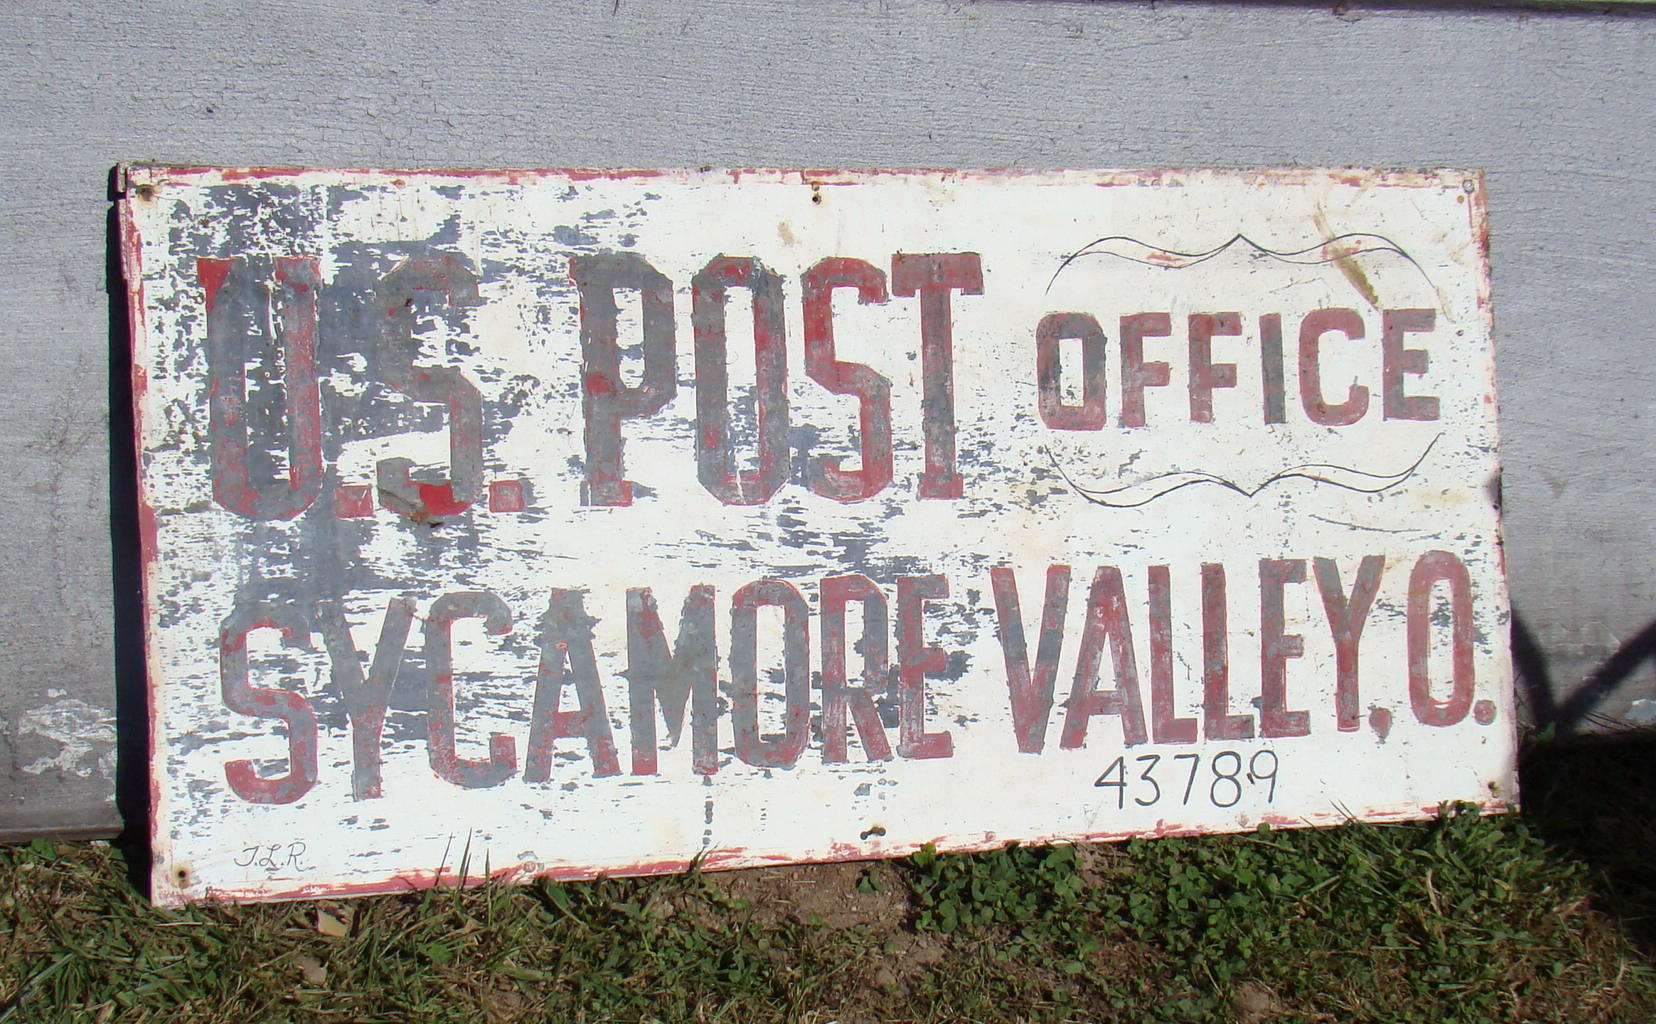 U.S. POST OFFICE
SYCAMORE VALLEY, O.
43789
J.L.R.